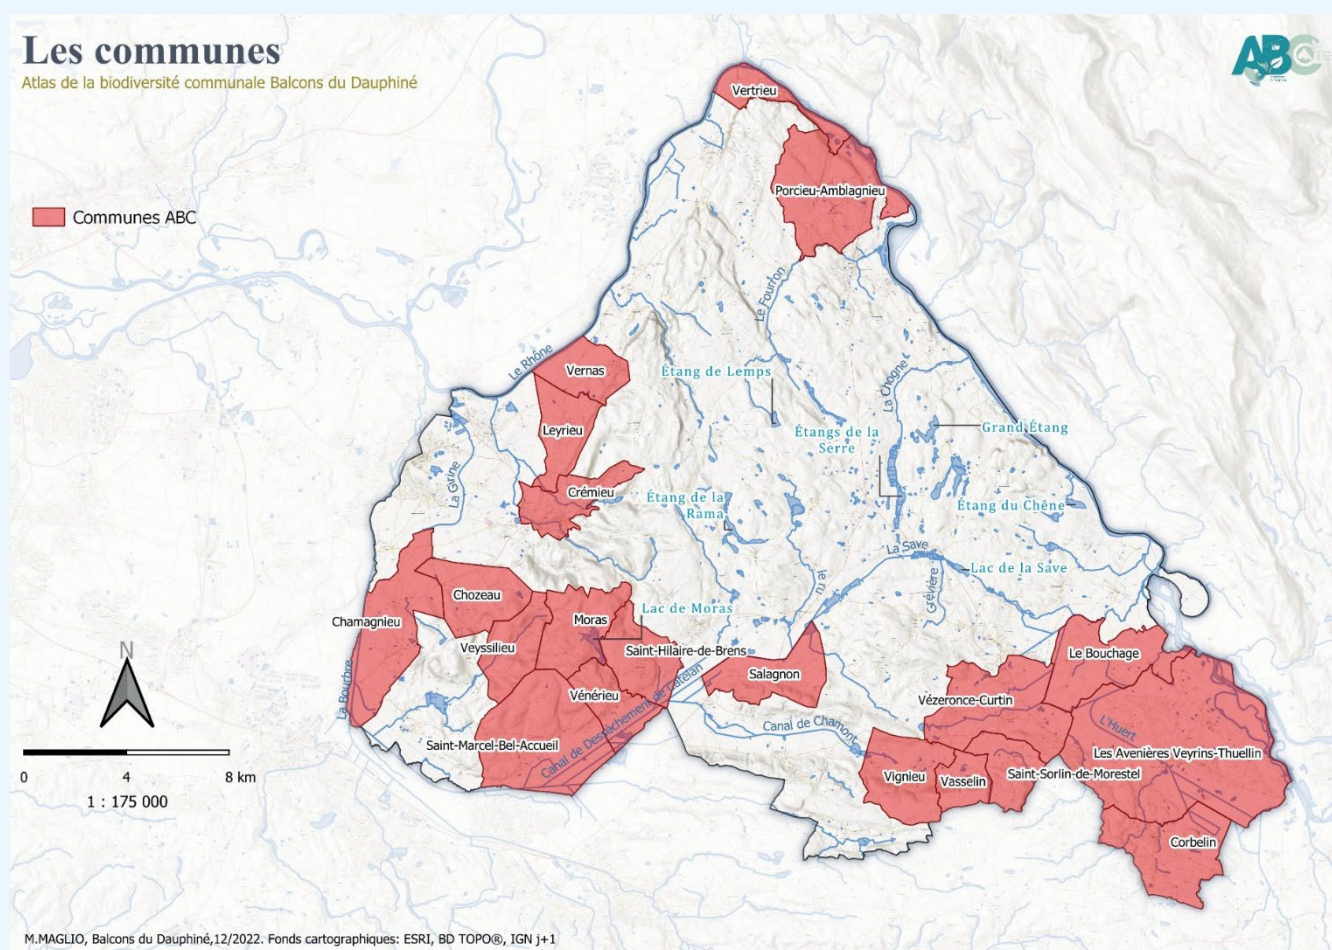 Les communes
Atlas de la biodiversité communale Balcons du Dauphiné
ABC
Communes ABC
Vertrieu
Porcieu-Amblagnieu
Le Fourron
Le Rhône
Vernas
Étang de Lemps
La Chogne
Leyrieu
Étangs de la
Serre
Grand Étang
La Girine
Crémieu
Étang de la
Rama
Étang du Chêne
La Save
Lac de la Save
le ru
Grévière
Chozeau
Chamagnieu
Moras
Lac de Moras
Veyssilieu
Saint-Hilaire-de-Brens
Le Bouchage
Salagnon
La Bourbre
Vénérieu
Vézeronce-Curtin
Canal de Chamont
L'Huert
Saint-Marcel-Bel-Accueil
Canal de Dessèchement de Catelan
Les Avenières Veyrins-Thuellin
Vignieu
Vasselin
Saint-Sorlin-de-Morestel
Corbelin
N
0 4 8 km
1 : 175 000
M.MAGLIO, Balcons du Dauphiné,12/2022. Fonds cartographiques: ESRI, BD TOPO®, IGN j+1